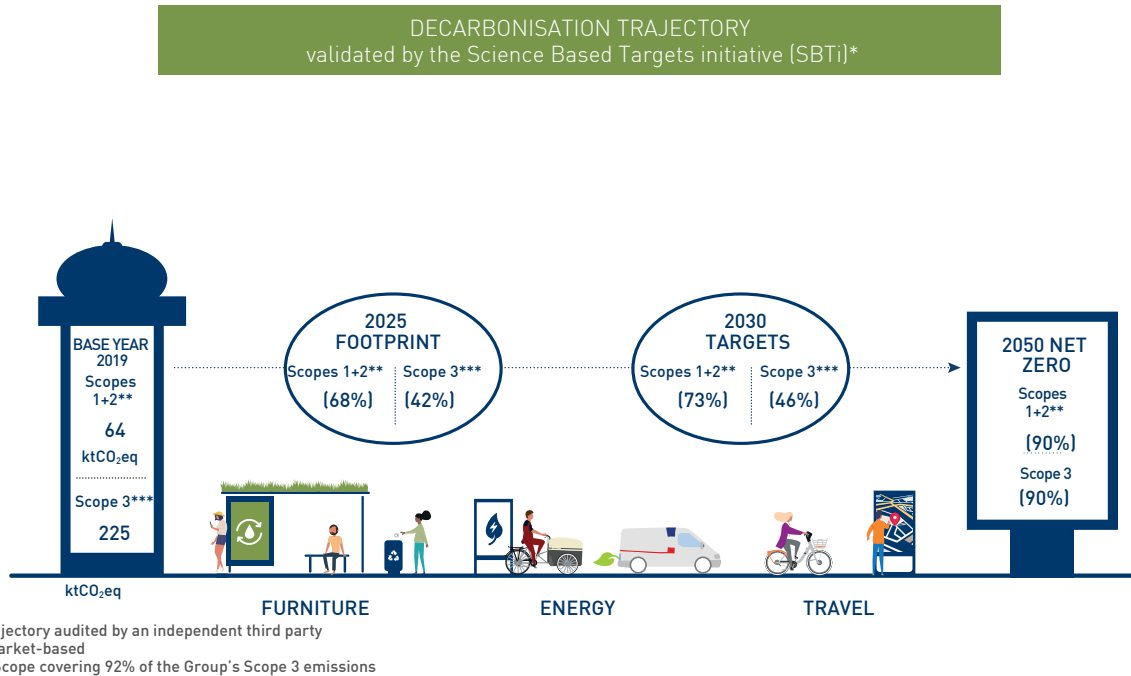 DECARBONISATION TRAJECTORY
validated by the Science Based Targets initiative (SBTi)*
BASE YEAR
2019
Scopes
1+2**
64
ktCO₂eq
Scope 3***
225
ktCO₂eq
2025
FOOTPRINT
Scopes 1+2**
(68%)
Scope 3***
(42%)
2030
TARGETS
Scopes 1+2**
(73%)
Scope 3***
(46%)
2050 NET
ZERO
Scopes
1+2**
(90%)
Scope 3
(90%)
FURNITURE
ENERGY
TRAVEL
jectory audited by an independent third party
arket-based
Scope covering 92% of the Group's Scope 3 emissions